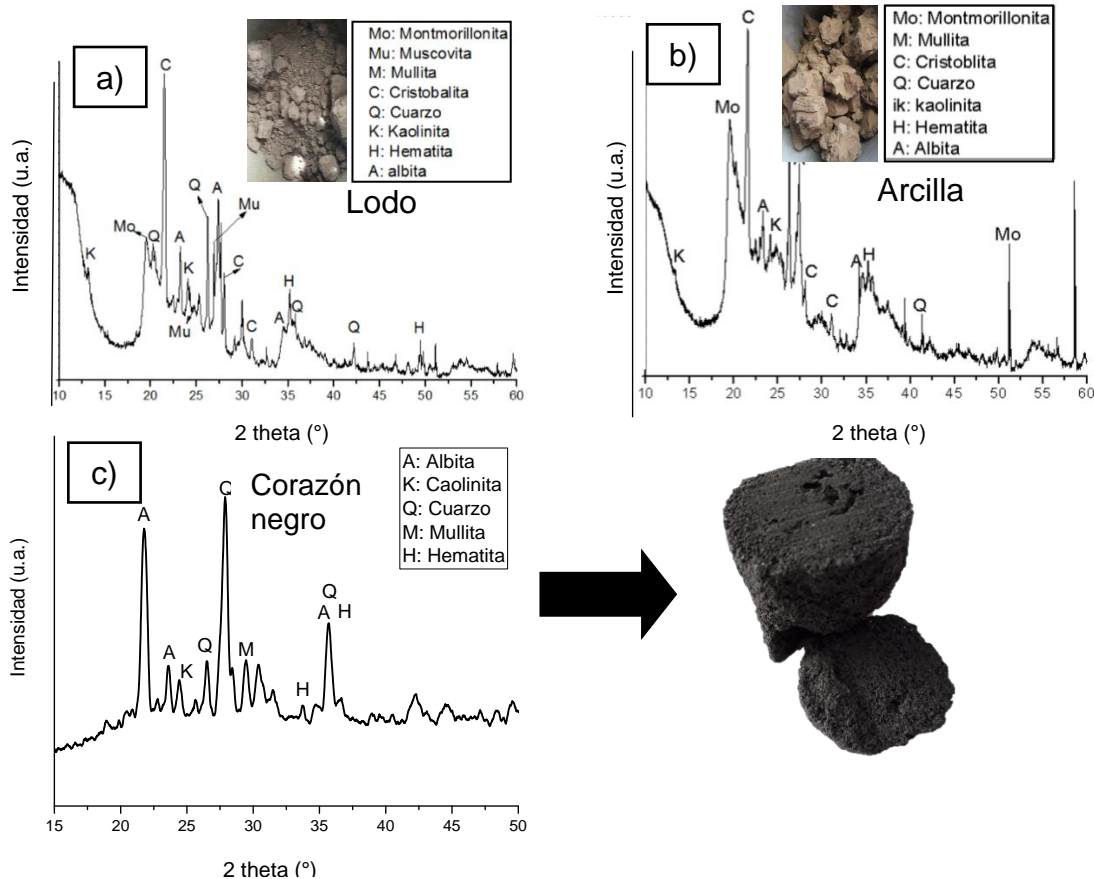 a)
C
Mo: Montmorillonita
Mu: Muscovita
M: Mullita
C: Cristobalita
Q: Cuarzo
K: Kaolinita
H: Hematita
A: albita
Lodo
Intensidad (u.a.)
K
Mo
Q
A
K
Mu
Q
A
Mu
C
C
H
A
Q
Q
H
10 15 20 25 30 35 40 45 50 55 60
2 theta (°)
b)
C
Mo: Montmorillonita
M: Mullita
C: Cristoblita
Q: Cuarzo
ik: kaolinita
H: Hematita
A: Albita
Arcilla
Intensidad (u.a.)
K
Mo
A
K
C
C
A
H
Q
Mo
10 15 20 25 30 35 40 45 50 55 60
2 theta (°)
c)
Corazón
negro
A: Albita
K: Caolinita
Q: Cuarzo
M: Mullita
H: Hematita
Intensidad (u.a.)
A
A
K
Q
Q
M
H
Q
A H
15 20 25 30 35 40 45 50
2 theta (°)